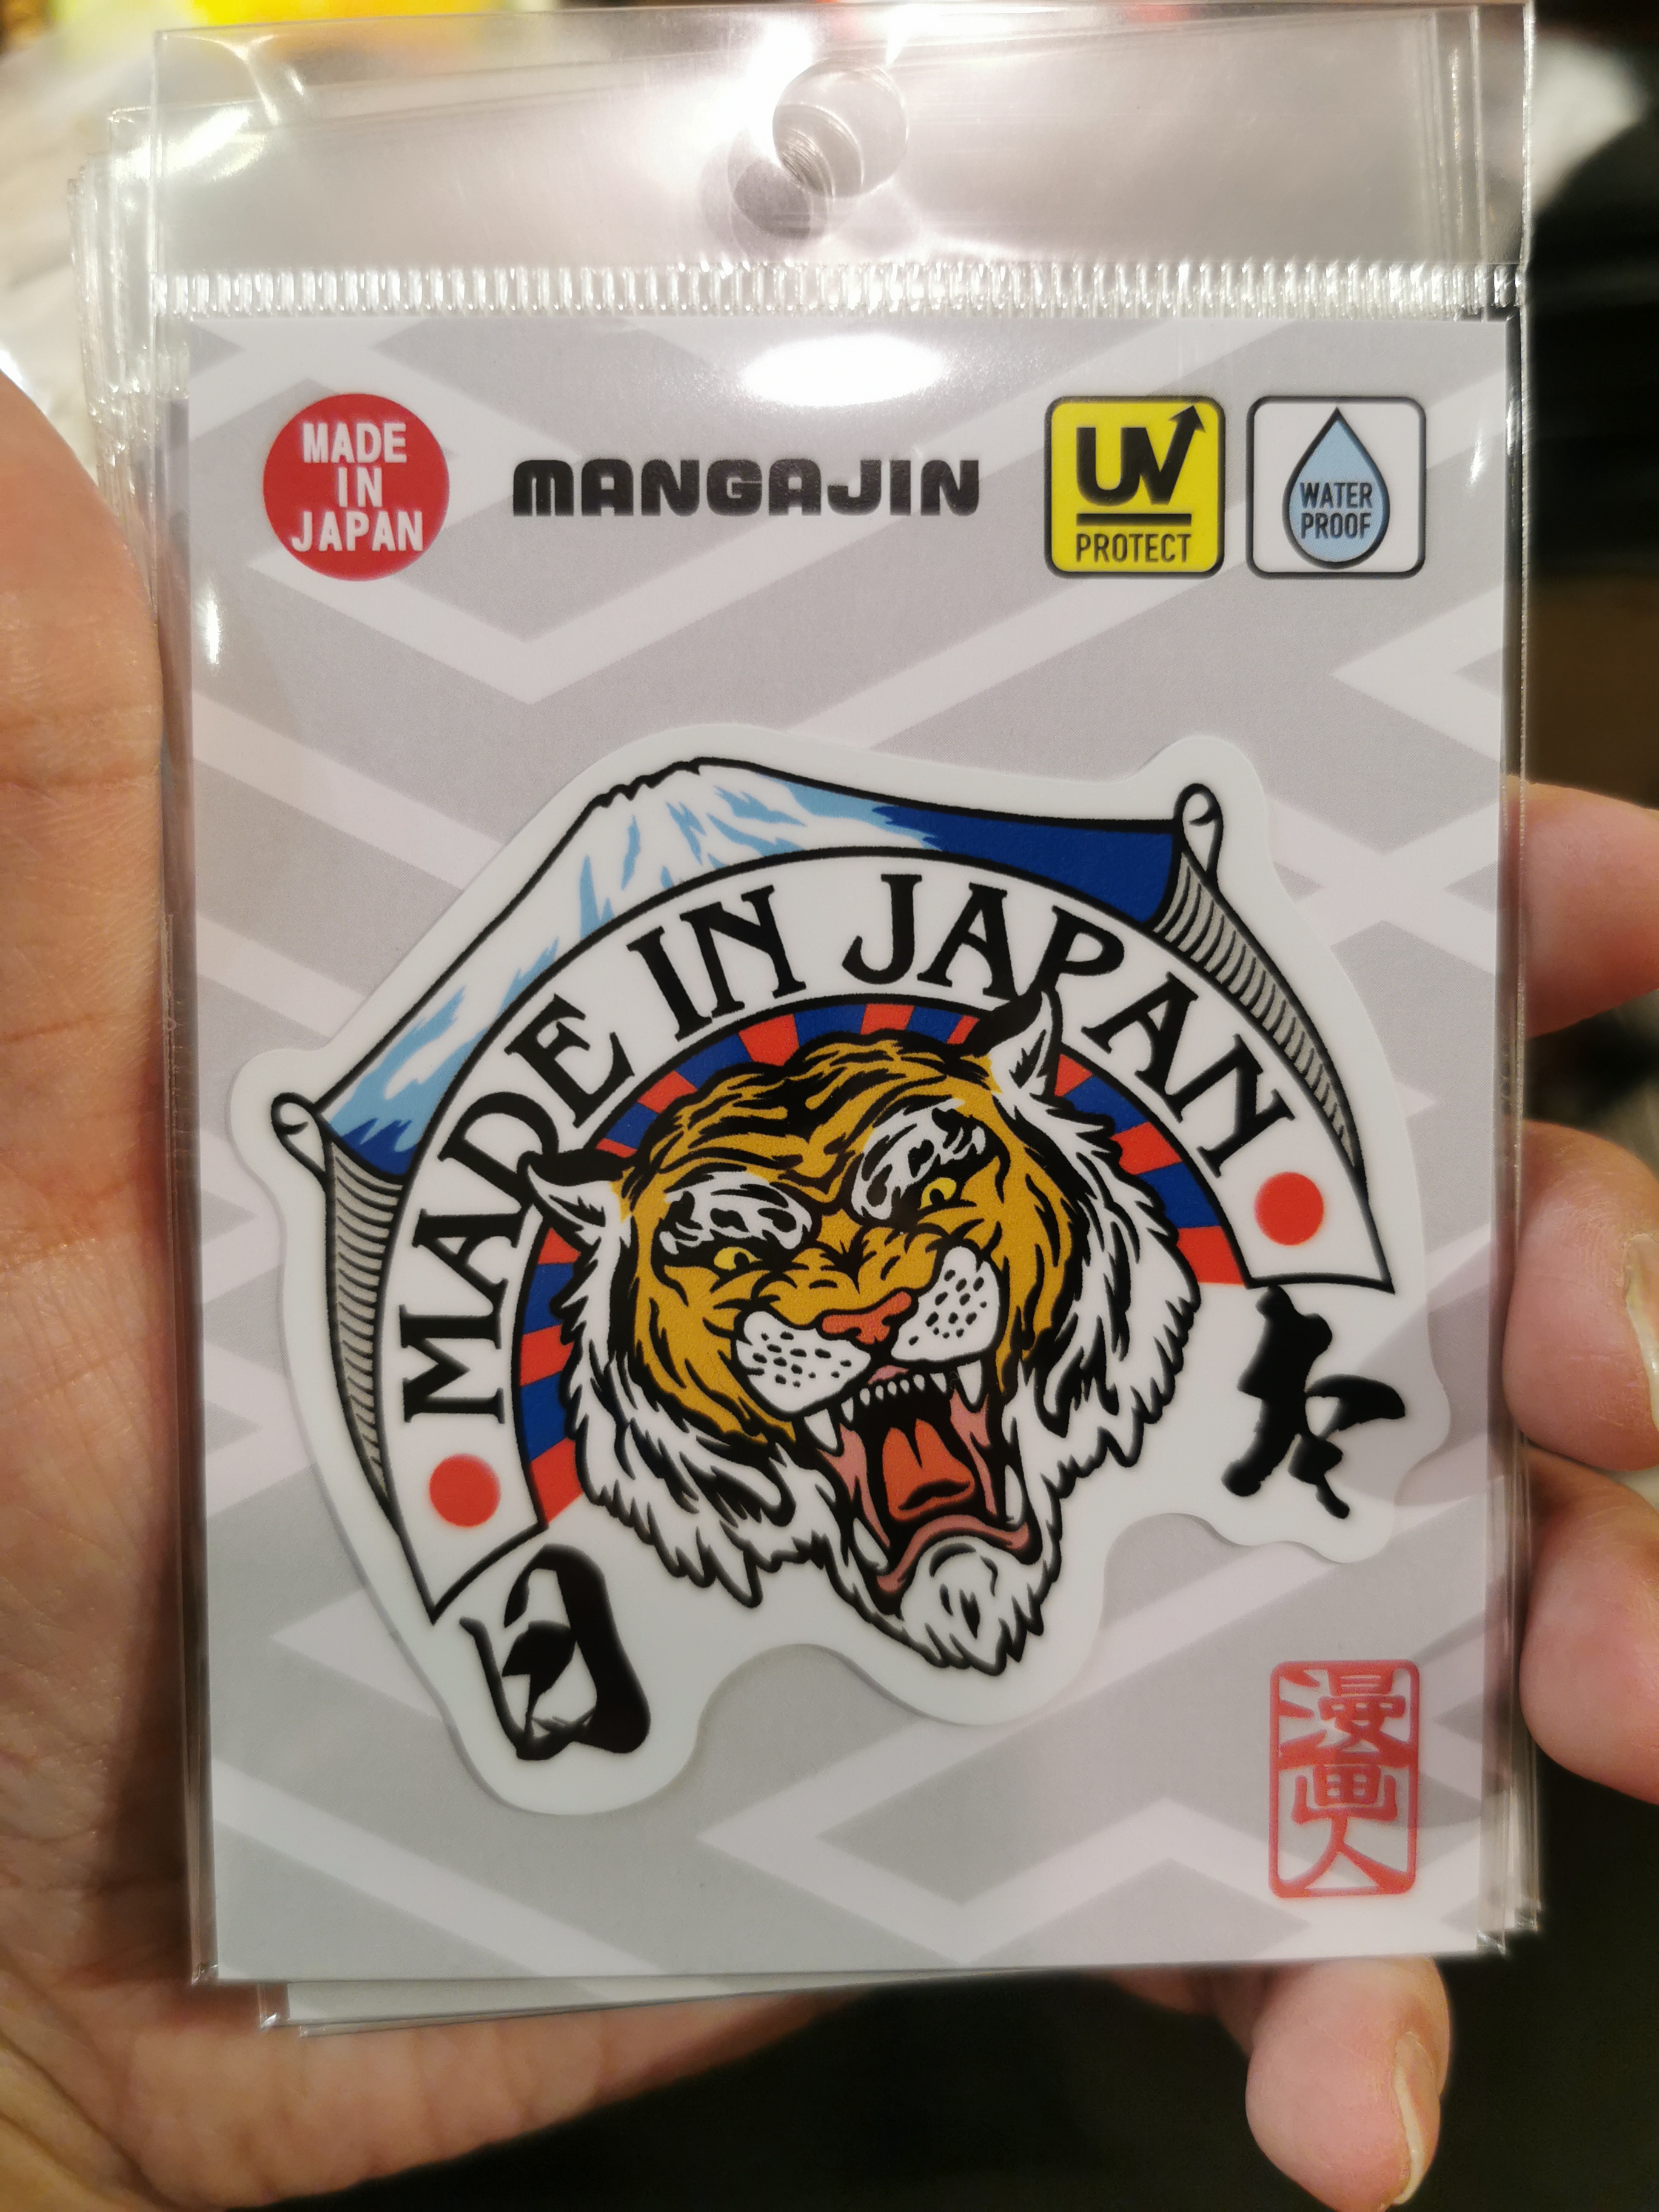 MADE
IN
JAPAN
MANGAJIN
UV
PROTECT
WATER
PROOF
MADE IN JAPAN
日本
漫画人